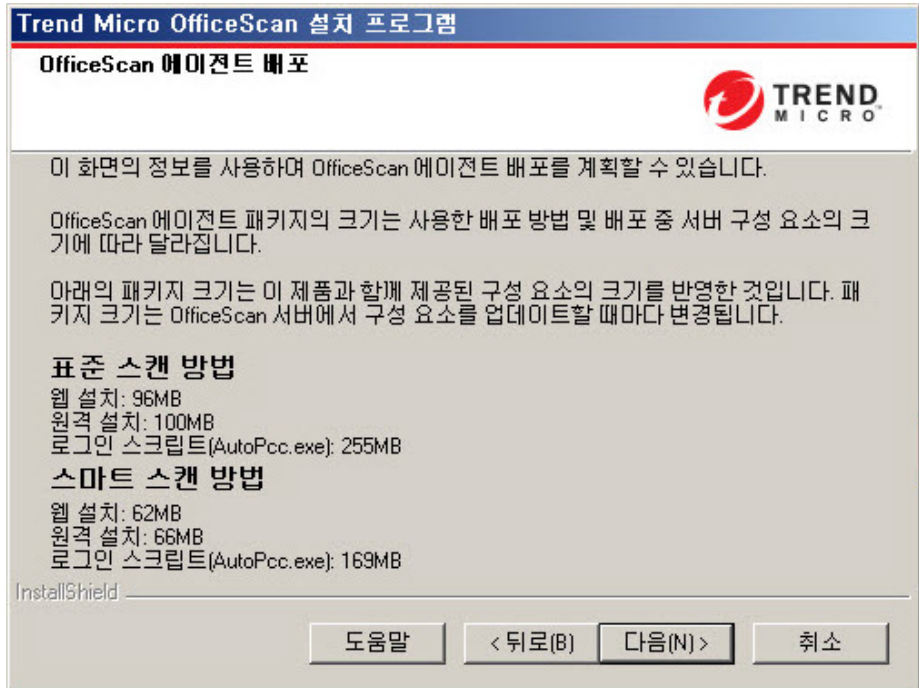 Trend Micro OfficeScan 설치 프로그램
OfficeScan 에이전트 배포
TREND
MICRO
이 화면의 정보를 사용하여 OfficeScan 에이전트 배포를 계획할 수 있습니다.
OfficeScan 에이전트 패키지의 크기는 사용한 배포 방법 및 배포 중 서버 구성 요소의 크
기에 따라 달라집니다.
아래의 패키지 크기는 이 제품과 함께 제공된 구성 요소의 크기를 반영한 것입니다. 패
키지 크기는 OfficeScan 서버에서 구성 요소를 업데이트할 때마다 변경됩니다.
표준 스캔 방법
웹 설치: 96MB
원격 설치: 100MB
로그인 스크립트(AutoPcc.exe): 255MB
스마트 스캔 방법
웹 설치: 62MB
원격 설치: 66MB
로그인 스크립트(AutoPcc.exe): 169MB
InstallShield
도움말 < 뒤로(B) 다음(N) > 취소